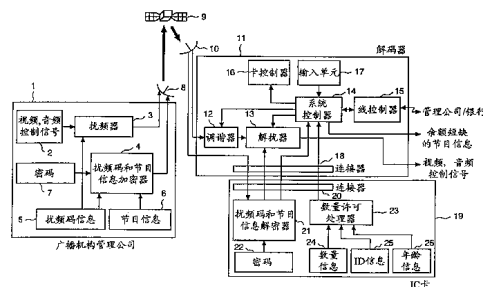 9
10
11
解码器
1
8
16
卡控制器
输入单元
17
14
15
视频,音频
控制信号
2
扰频器
3
12
13
调谐器
解扰器
系统
控制器
线控制器
管理公司/银行
余额短缺
的节目信息
视频、音频
控制信号
4
密码
7
扰频码和节目
信息加密器
18
连接器
连接器
20
5
扰频码信息
节目信息
6
广播机构管理公司
扰频码和节目
信息解密器
21
数量许可
处理器
23
19
22
密码
24
数量
信息
25
ID信息
26
年龄信息
IC卡